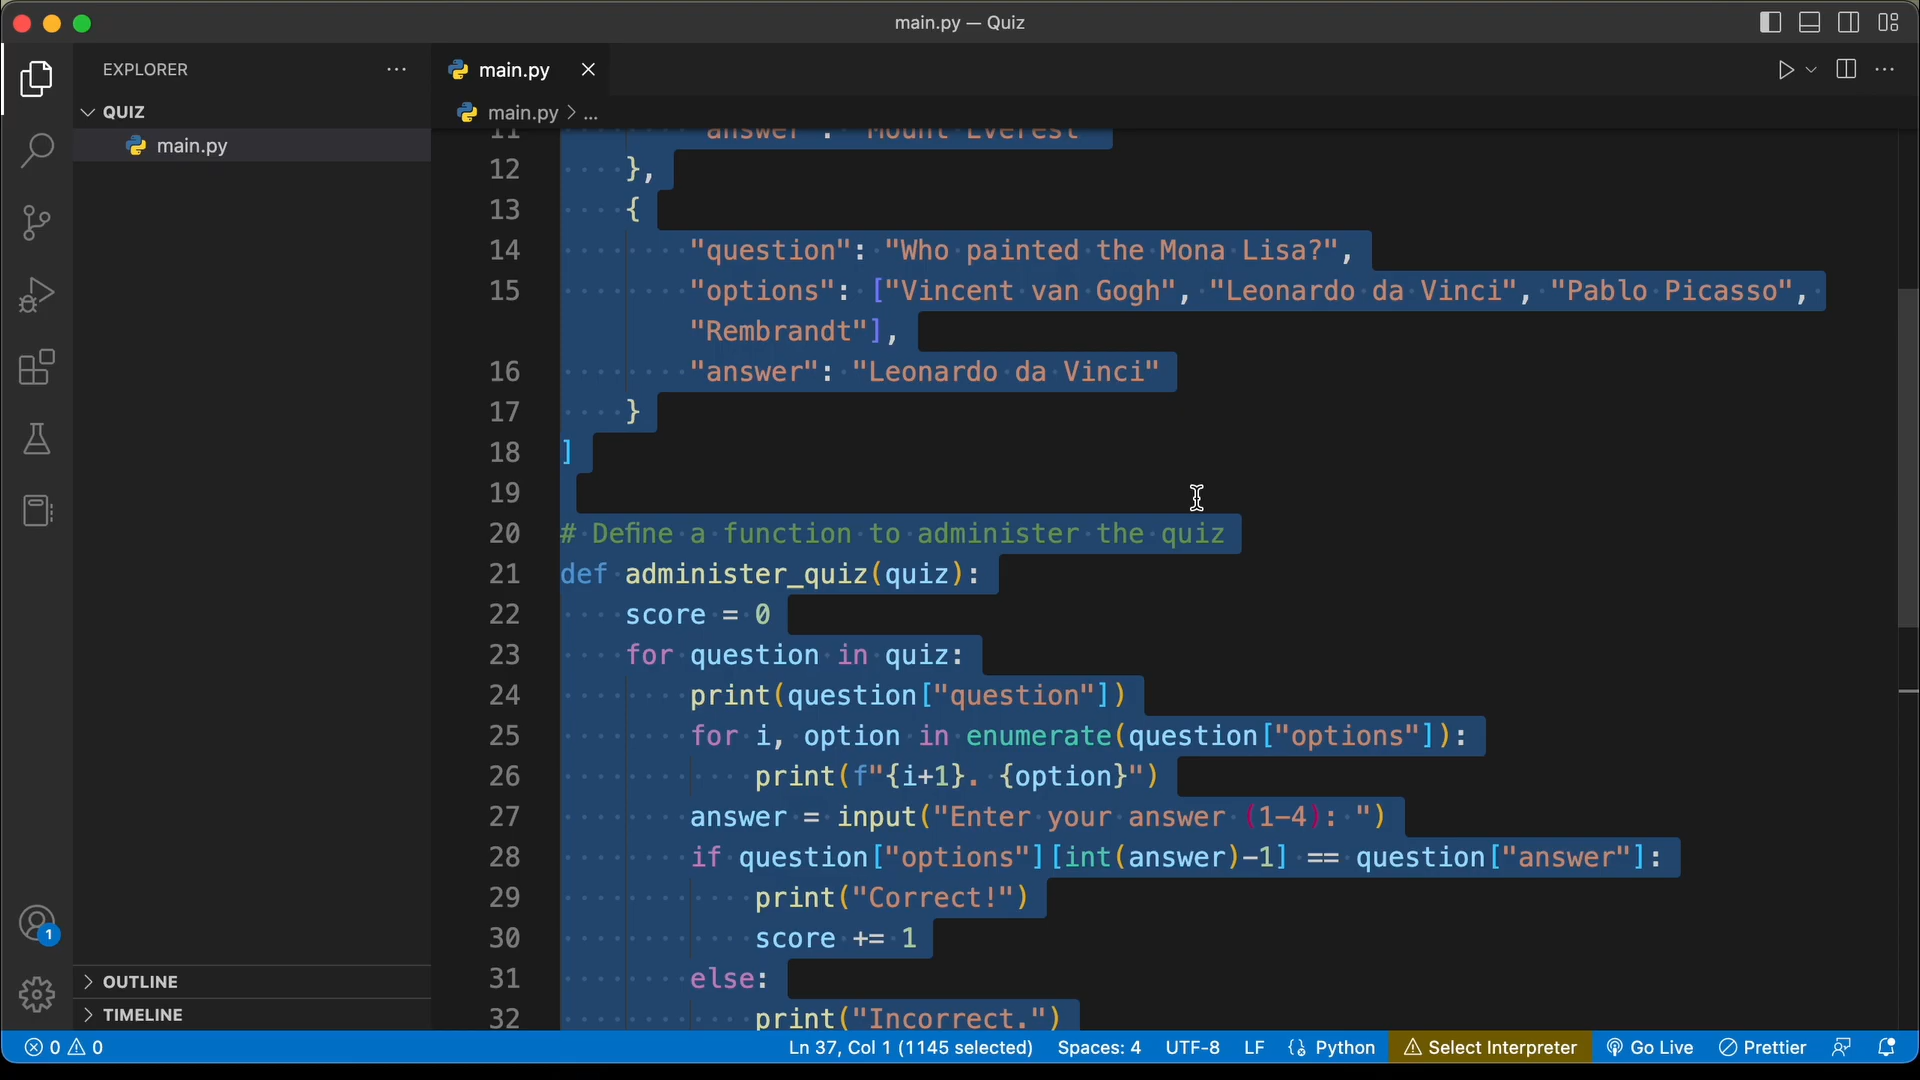 main.py — Quiz
EXPLORER
QUIZ
main.py
OUTLINE
TIMELINE
1
main.py
main.py > ...
11 "answer": "Mount Everest"
12 },
13 {
14 "question": "Who painted the Mona Lisa?",
15 "options": ["Vincent van Gogh", "Leonardo da Vinci", "Pablo Picasso",
"Rembrandt"],
16 "answer": "Leonardo da Vinci"
17 }
18 ]
19
20 # Define a function to administer the quiz
21 def administer_quiz(quiz):
22 score = 0
23 for question in quiz:
24 print(question["question"])
25 for i, option in enumerate(question["options"]):
26 print(f"{i+1}. {option}")
27 answer = input("Enter your answer (1-4): ")
28 if question["options"][int(answer)-1] == question["answer"]:
29 print("Correct!")
30 score += 1
31 else:
32 print("Incorrect.")
0 0 Ln 37, Col 1 (1145 selected) Spaces: 4 UTF-8 LF Python Select Interpreter Go Live Prettier